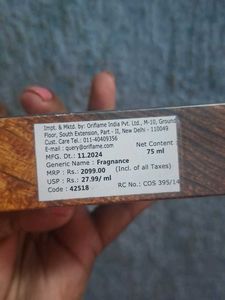 Impt. & Mktd. by: Oriflame India Pvt. Ltd., M-10, Ground
Floor, South Extension, Part - II, New Delhi - 110049
Cust. Care Tel.: 011-40409356
E - mail : query@oriflame.com
Net Content :
75 ml
MFG. Dt.: 11.2024
Generic Name : Fragnance
MRP : Rs.: 2099.00 (Incl. of all Taxes)
USP : Rs.: 27.99/ ml
Code : 42518 RC No.: COS 395/14